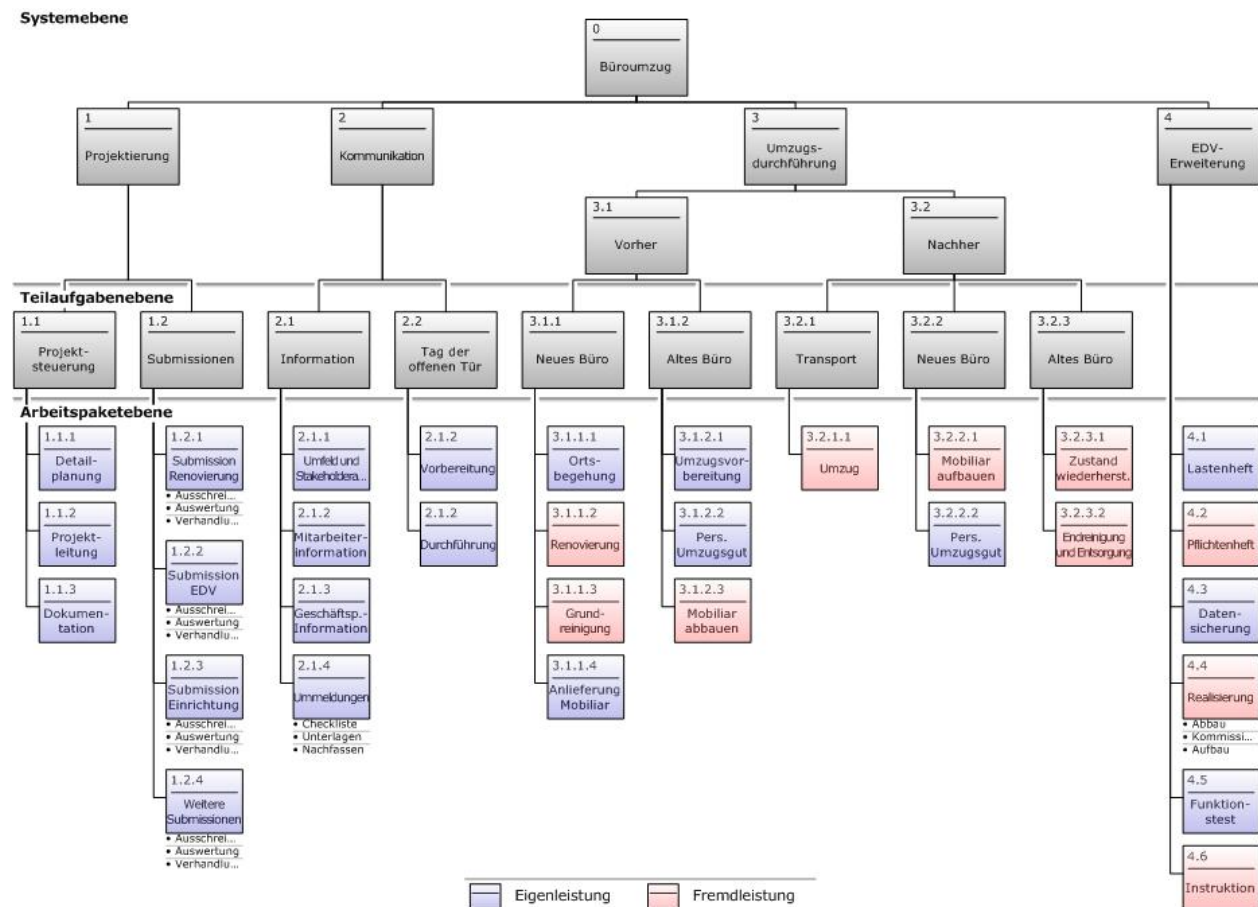 Systemebene
0
Büroumzug
1
Projektierung
2
Kommunikation
3
Umzugs-
durchführung
4
EDV-
Erweiterung
3.1
Vorher
3.2
Nachher
Teilaufgabenebene
1.1
Projekt-
steuerung
1.2
Submissionen
2.1
Information
2.2
Tag der
offenen Tür
3.1.1
Neues Büro
3.1.2
Altes Büro
3.2.1
Transport
3.2.2
Neues Büro
3.2.3
Altes Büro
Arbeitspaketebene
1.1.1
Detail-
planung
1.1.2
Projekt-
leitung
1.1.3
Dokumen-
tation
1.2.1
Submission
Renovierung
• Ausschrei...
• Auswertung
• Verhandlu...
1.2.2
Submission
EDV
• Ausschrei...
• Auswertung
• Verhandlu...
1.2.3
Submission
Einrichtung
• Ausschrei...
• Auswertung
• Verhandlu...
1.2.4
Weitere
Submissionen
• Ausschrei...
• Auswertung
• Verhandlu...
2.1.1
Umfeld und
Stakeholdera...
2.1.2
Mitarbeiter-
information
2.1.3
Geschäftsp.-
Information
2.1.4
Ummeldungen
• Checkliste
• Unterlagen
• Nachfassen
2.1.2
Vorbereitung
2.1.2
Durchführung
3.1.1.1
Orts-
begehung
3.1.1.2
Renovierung
3.1.1.3
Grund-
reinigung
3.1.1.4
Anlieferung
Mobiliar
3.1.2.1
Umzugsvor-
bereitung
3.1.2.2
Pers.
Umzugsgut
3.1.2.3
Mobiliar
abbauen
3.2.1.1
Umzug
3.2.2.1
Mobiliar
aufbauen
3.2.2.2
Pers.
Umzugsgut
3.2.3.1
Zustand
wiederherst.
3.2.3.2
Endreinigung
und Entsorgung
4.1
Lastenheft
4.2
Pflichtenheft
4.3
Daten-
sicherung
4.4
Realisierung
• Abbau
• Kommissi...
• Aufbau
4.5
Funktion-
stest
4.6
Instruktion
Eigenleistung
Fremdleistung